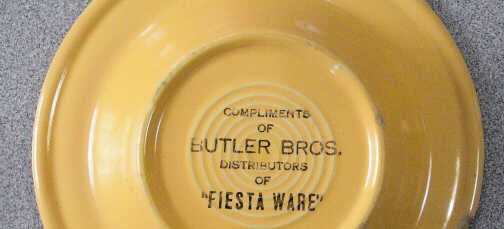 COMPLIMENTS
OF
BUTLER BROS.
DISTRIBUTORS
OF
"FIESTA WARE"